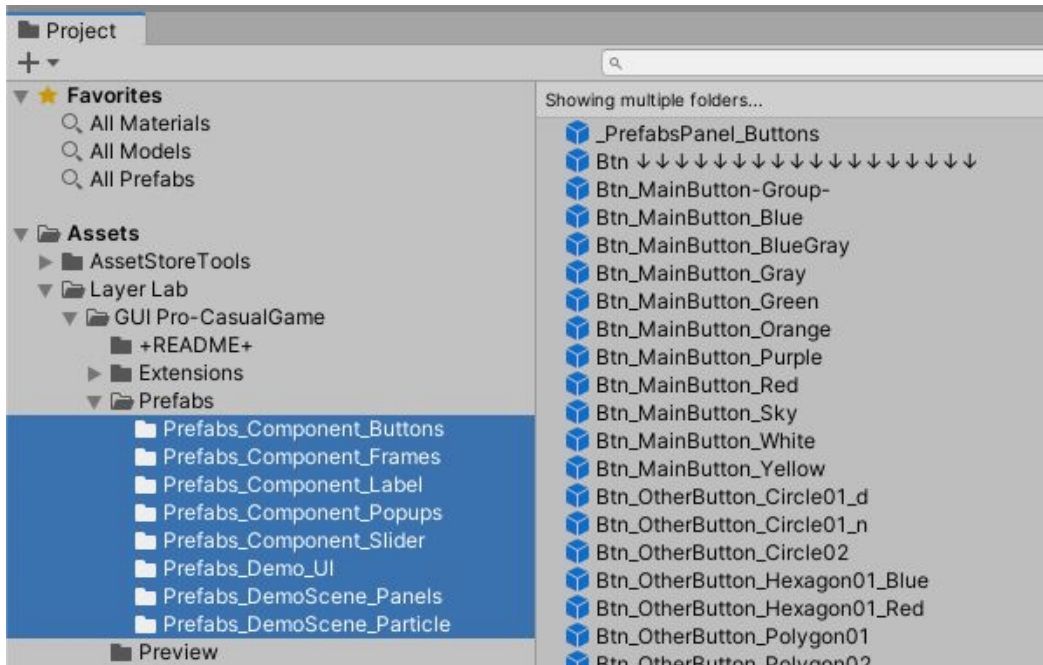 Project
Favorites
All Materials
All Models
All Prefabs
Assets
AssetStoreTools
Layer Lab
GUI Pro-CasualGame
+README+
Extensions
Prefabs
Prefabs_Component_Buttons
Prefabs_Component_Frames
Prefabs_Component_Label
Prefabs_Component_Popups
Prefabs_Component_Slider
Prefabs_Demo_UI
Prefabs_DemoScene_Panels
Prefabs_DemoScene_Particle
Preview
Showing multiple folders...
_PrefabsPanel_Buttons
Btn ↓↓↓↓↓↓↓↓↓↓↓↓↓↓↓↓↓↓
Btn_MainButton-Group-
Btn_MainButton_Blue
Btn_MainButton_BlueGray
Btn_MainButton_Gray
Btn_MainButton_Green
Btn_MainButton_Orange
Btn_MainButton_Purple
Btn_MainButton_Red
Btn_MainButton_Sky
Btn_MainButton_White
Btn_MainButton_Yellow
Btn_OtherButton_Circle01_d
Btn_OtherButton_Circle01_n
Btn_OtherButton_Circle02
Btn_OtherButton_Hexagon01_Blue
Btn_OtherButton_Hexagon01_Red
Btn_OtherButton_Polygon01
Btn_OtherButton_Polygon02